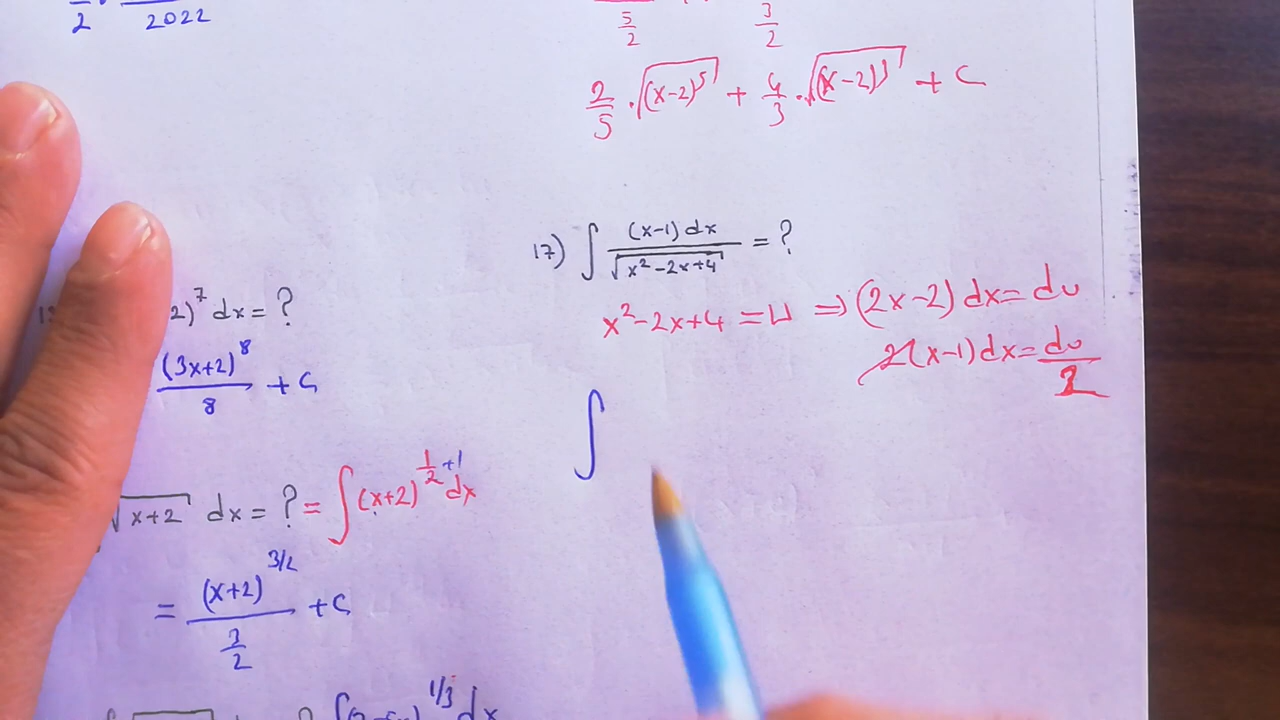 2 · 2022
5/2 3/2
2/5 · √(x-2)⁵ + 4/3 · √(x-2)³ + C
17) ∫ (x-1) dx / √x²-2x+4 = ?
x²-2x+4 = u ⇒ (2x-2) dx = du
2(x-1) dx = du/2
∫
2)⁷ dx = ?
(3x+2)⁸/8 + C
√x+2 dx = ? = ∫(x+2)^1/2+1 dx
= (x+2)^3/2 / 3/2 + C
1/3 dx